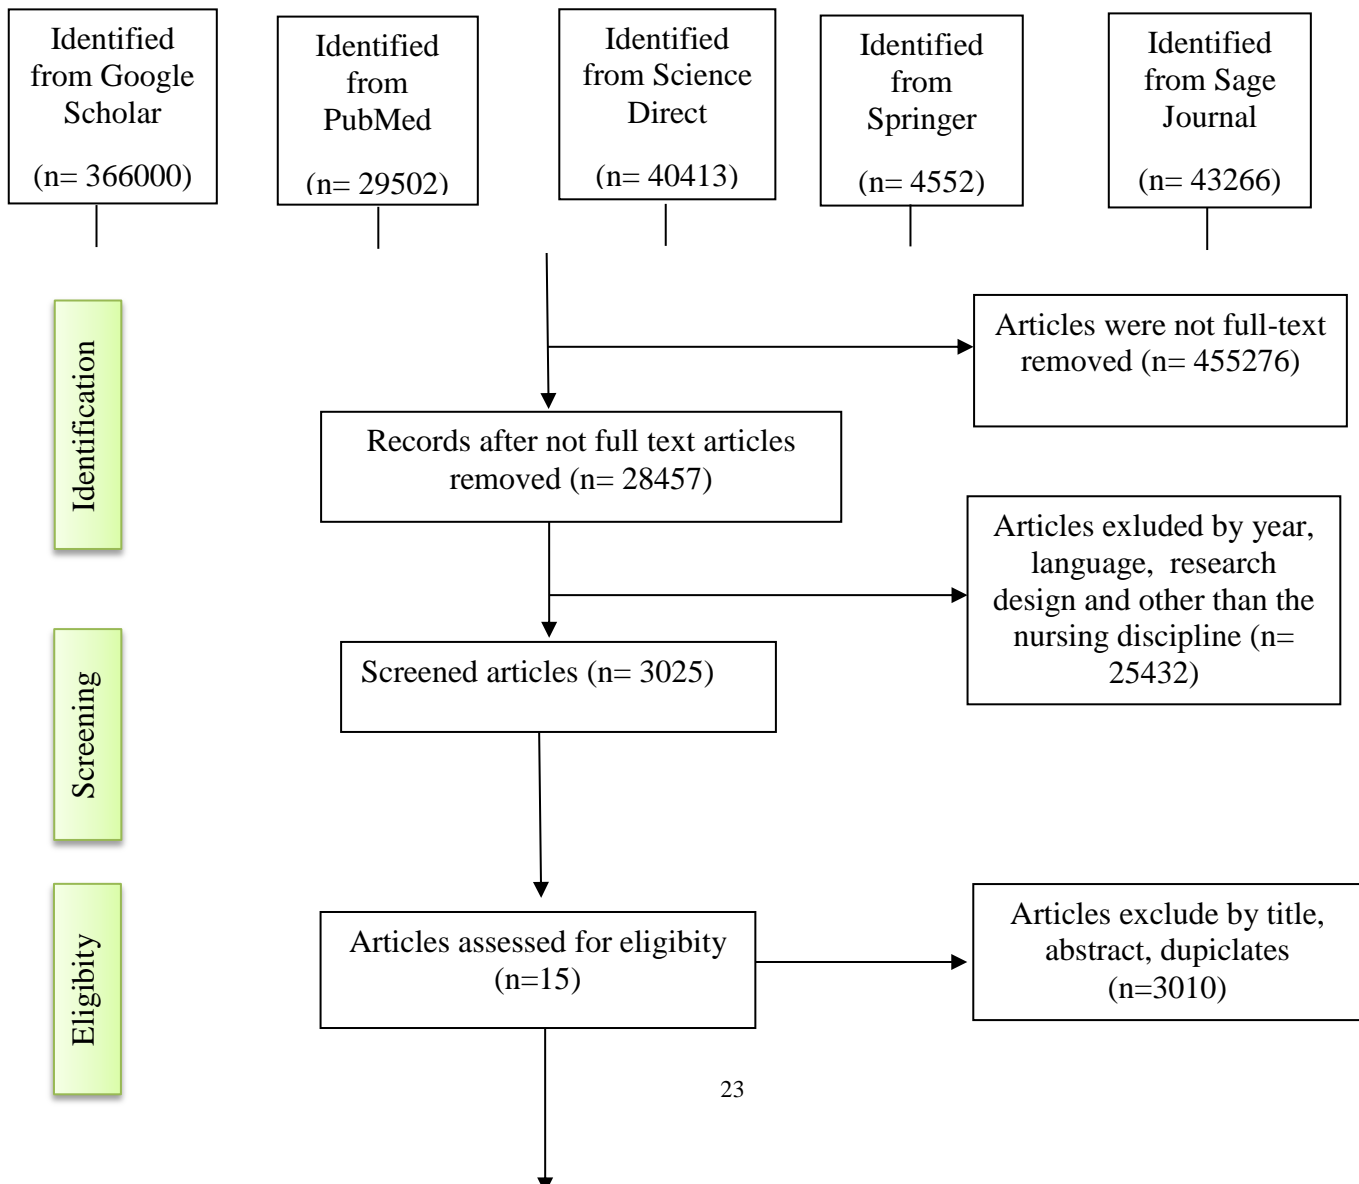 Identified
from Google
Scholar
(n= 366000)
Identified
from
PubMed
(n= 29502)
Identified
from Science
Direct
(n= 40413)
Identified
from
Springer
(n= 4552)
Identified
from Sage
Journal
(n= 43266)
Identification
Articles were not full-text
removed (n= 455276)
Records after not full text articles
removed (n= 28457)
Articles exluded by year,
language, research
design and other than the
nursing discipline (n=
25432)
Screening
Screened articles (n= 3025)
Eligibity
Articles assessed for eligibity
(n=15)
Articles exclude by title,
abstract, dupiclates
(n=3010)
23